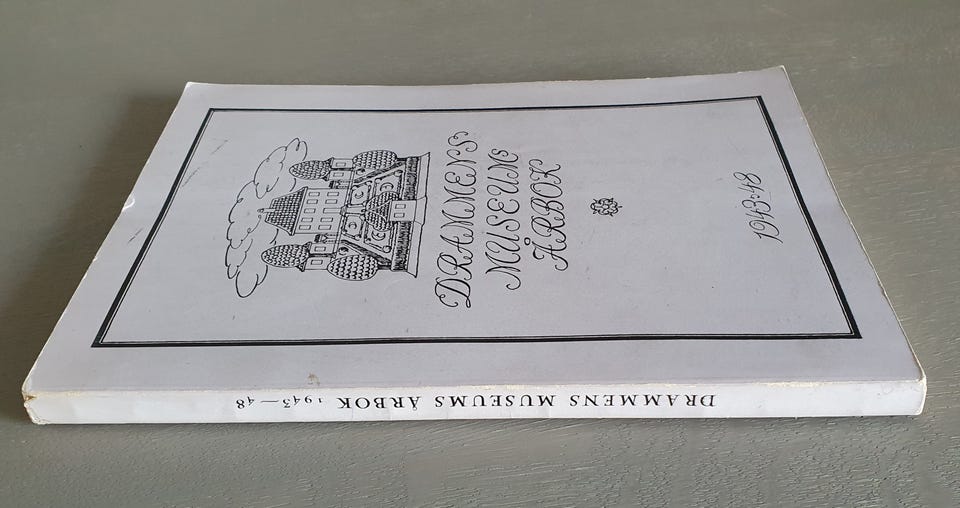 DRAMMENS
MUSEUMS
ÅRBOK
1943-48
DRAMMENS MUSEUMS ÅRBOK 1943—48